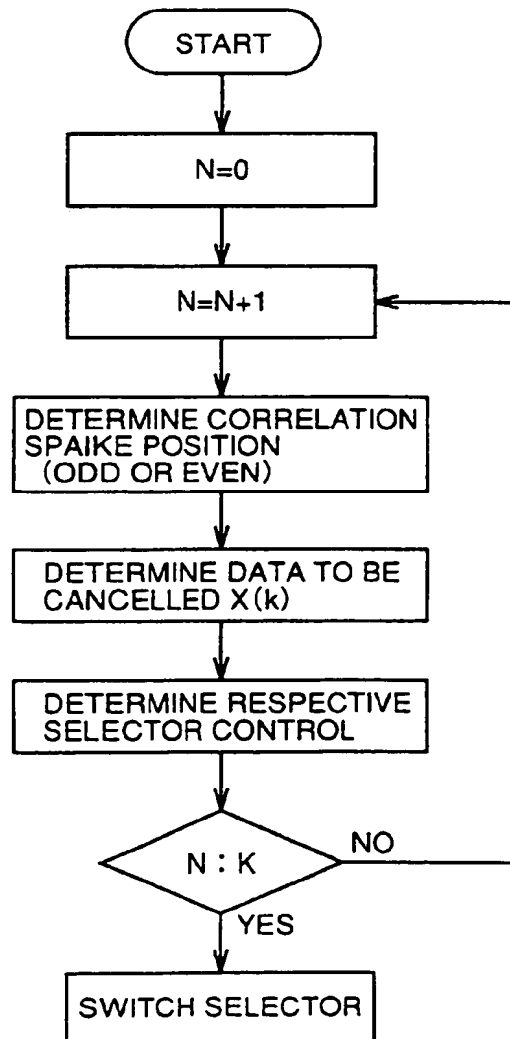 START
N=0
N=N+1
DETERMINE CORRELATION
SPAIKE POSITION
(ODD OR EVEN)
DETERMINE DATA TO BE
CANCELLED X(k)
DETERMINE RESPECTIVE
SELECTOR CONTROL
N : K
NO
YES
SWITCH SELECTOR